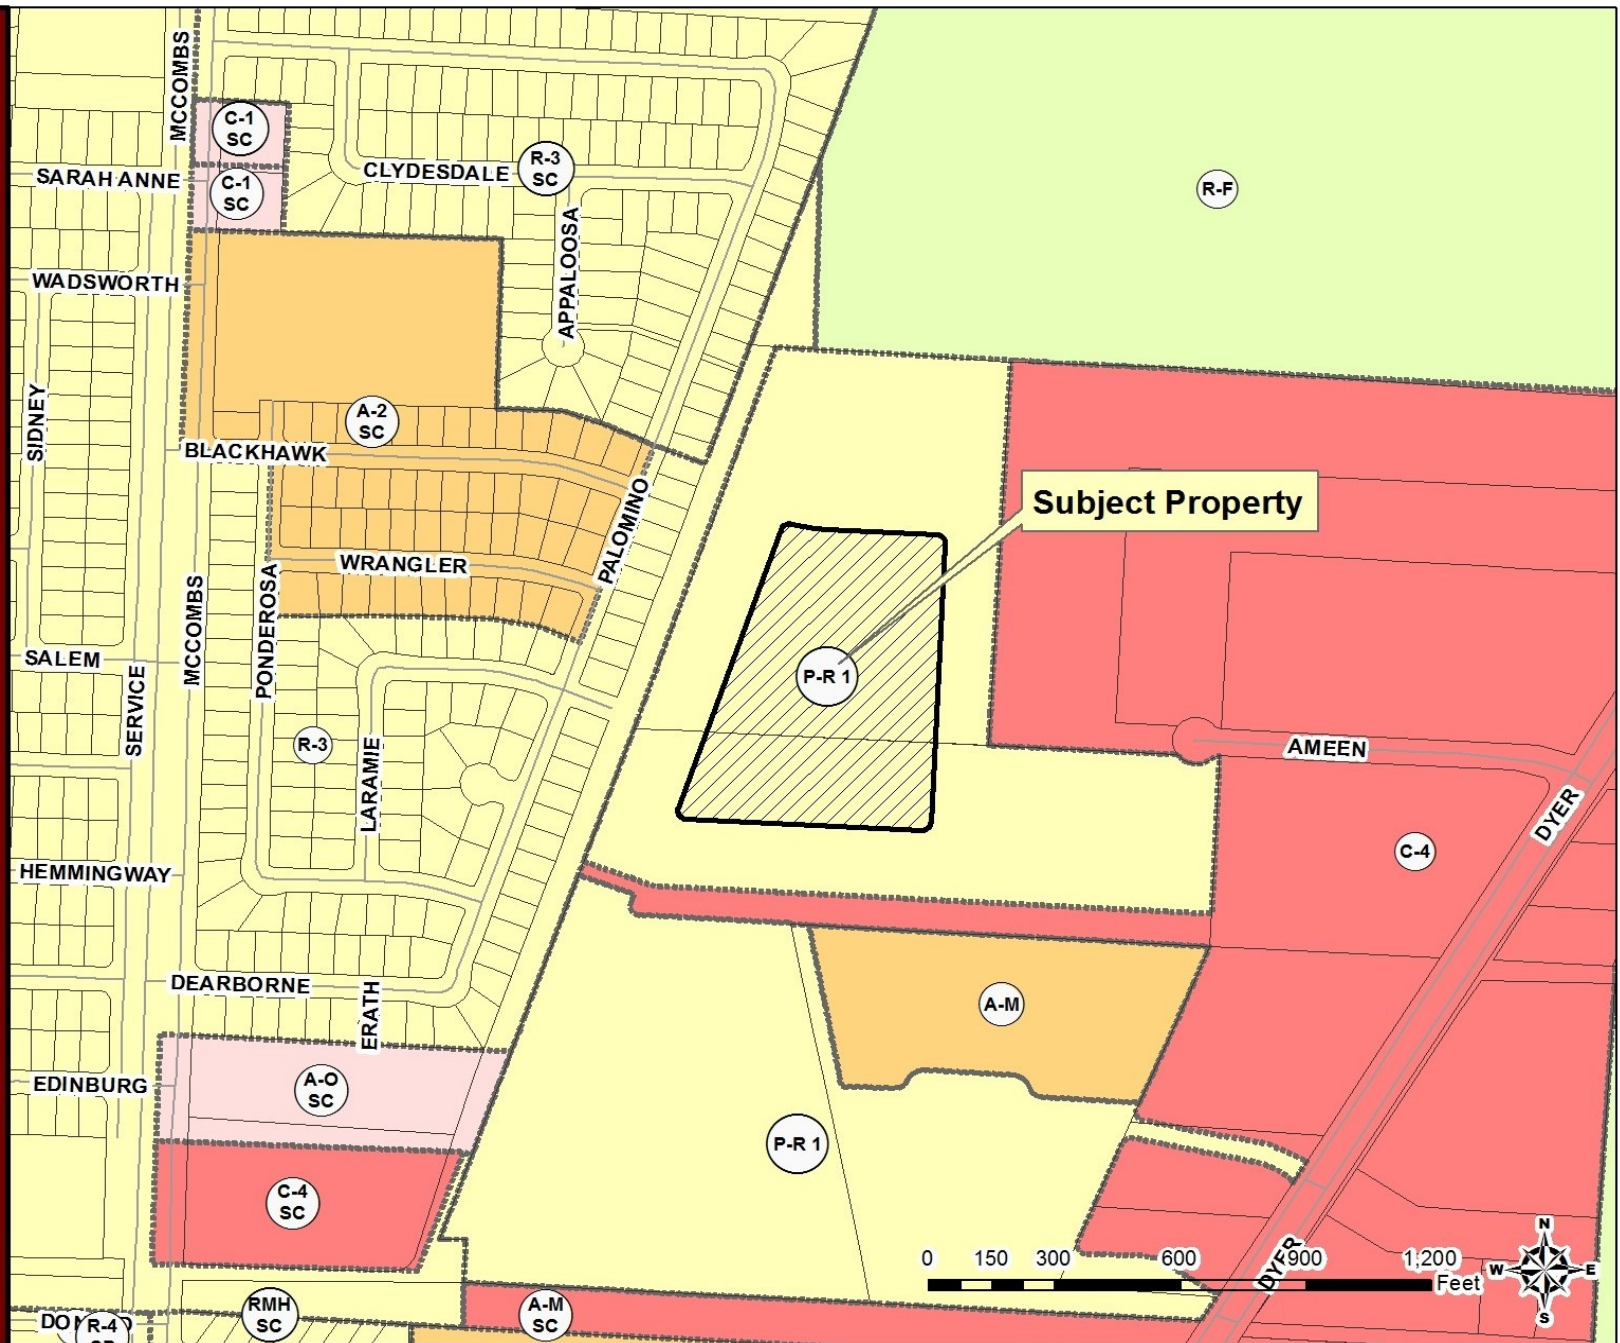 MCCOMBS
C-1
SC
C-1
SC
SARAH ANNE
CLYDESDALE
R-3
SC
R-F
APPALOOSA
WADSWORTH
SIDNEY
A-2
SC
BLACKHAWK
PALOMINO
Subject Property
WRANGLER
PONDEROSA
MCCOMBS
SALEM
SERVICE
P-R 1
R-3
LARAMIE
AMEEN
DYER
C-4
HEMMINGWAY
DEARBORNE
ERATH
A-M
EDINBURG
A-O
SC
P-R 1
C-4
SC
0 150 300 600 900 1,200
Feet
DYER
N
W E
S
RMH
SC
A-M
SC
R-4